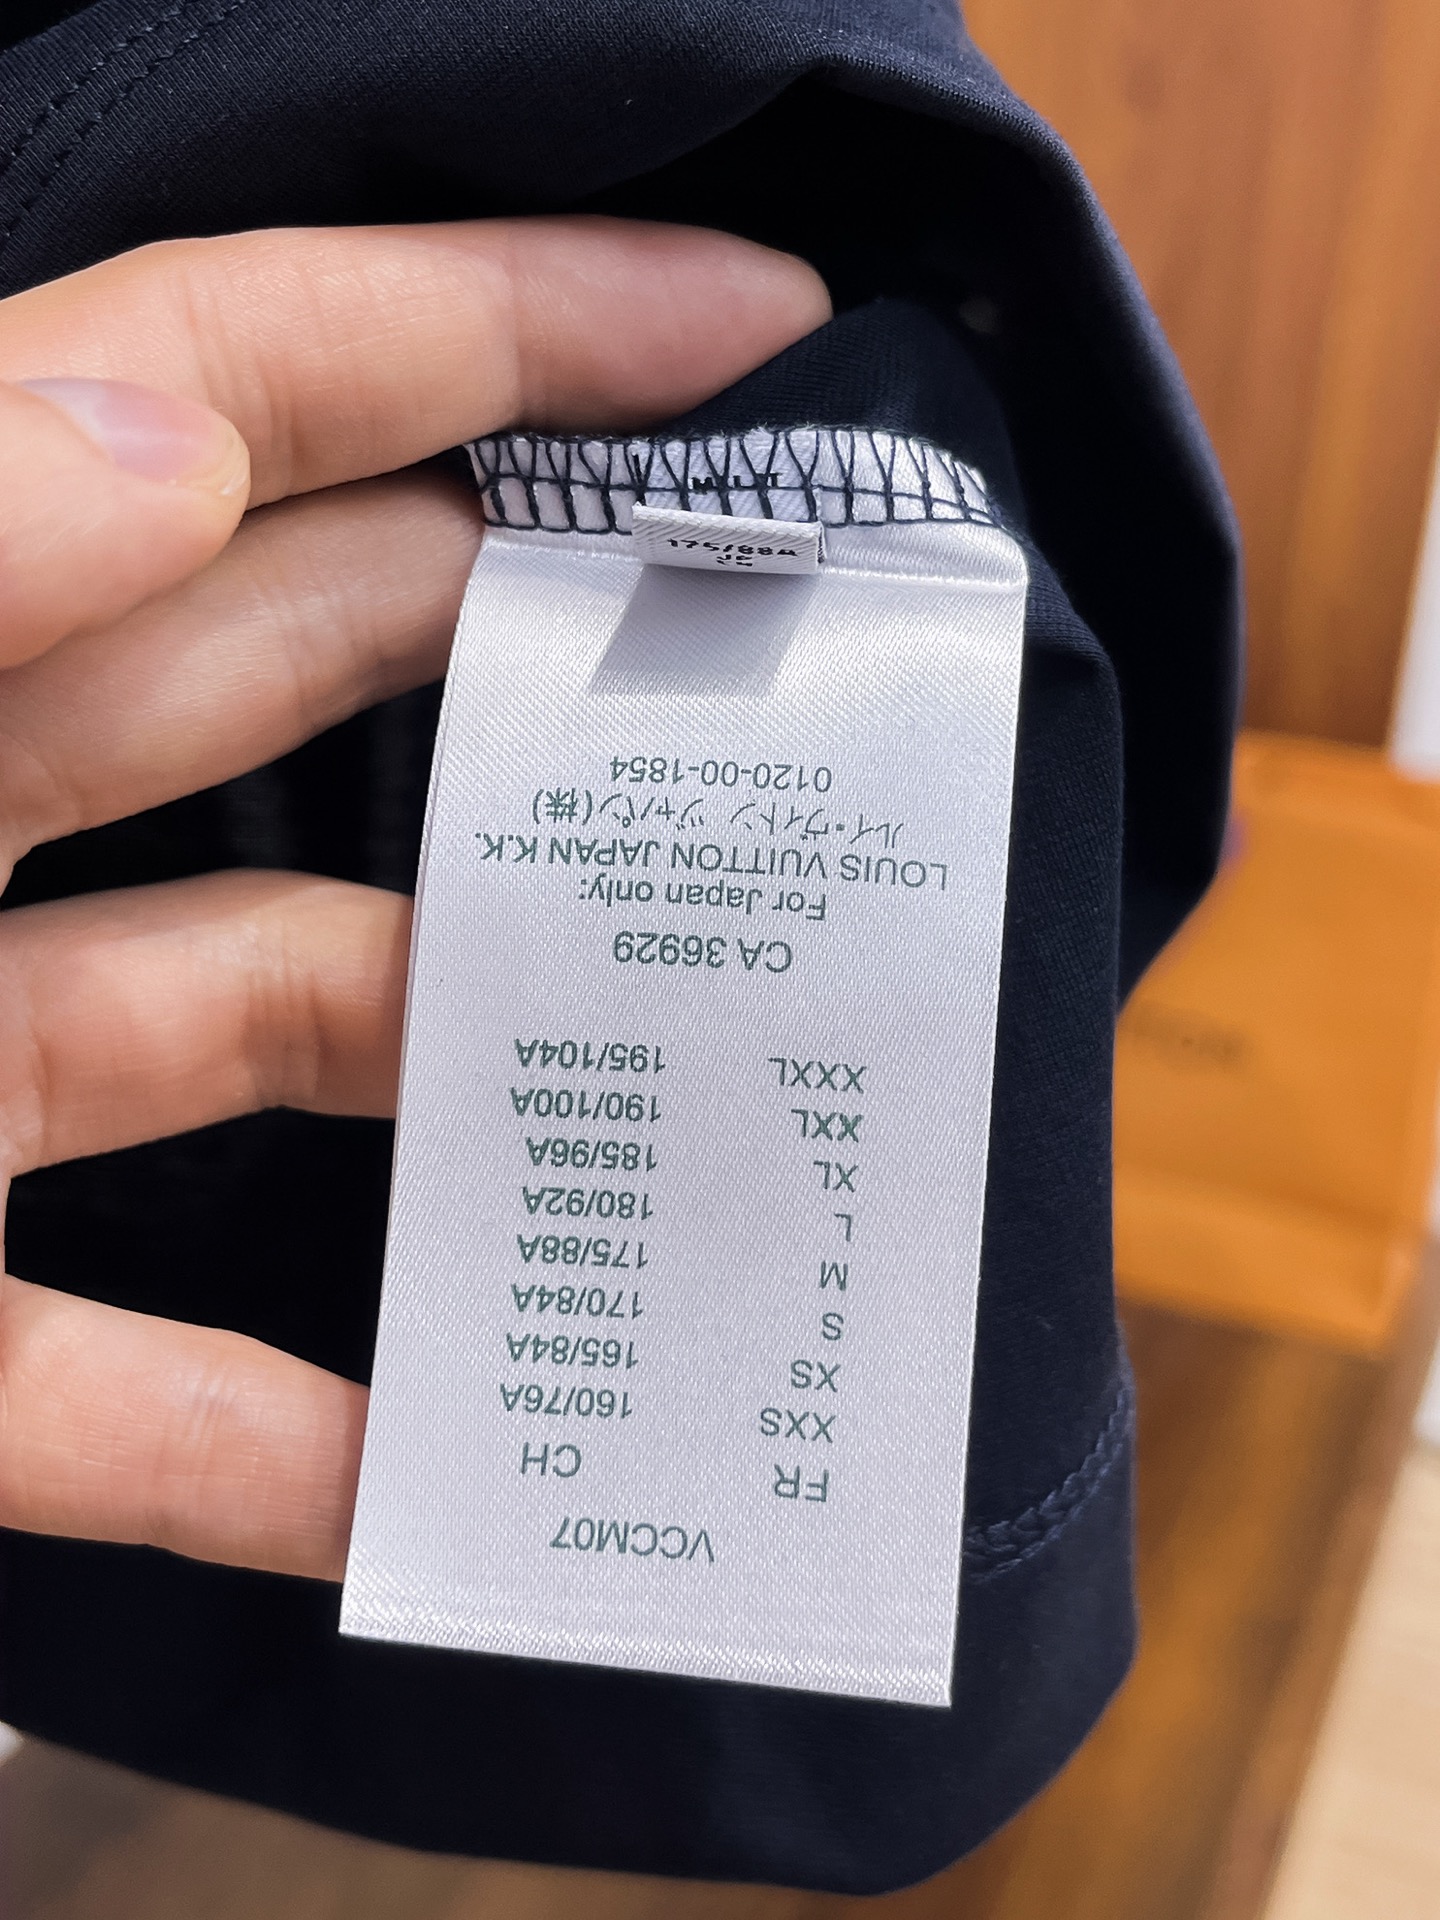 VCCM07
FR CH
XXS 160/76A
XS 165/84A
S 170/84A
M 175/88A
L 180/92A
XL 185/96A
XXL 190/100A
XXXL 195/104A
CA 36929
For Japan only:
LOUIS VUITTON JAPAN K.K.
ルイ・ヴィトン ジャパン(株)
0120-00-1854
175/88A